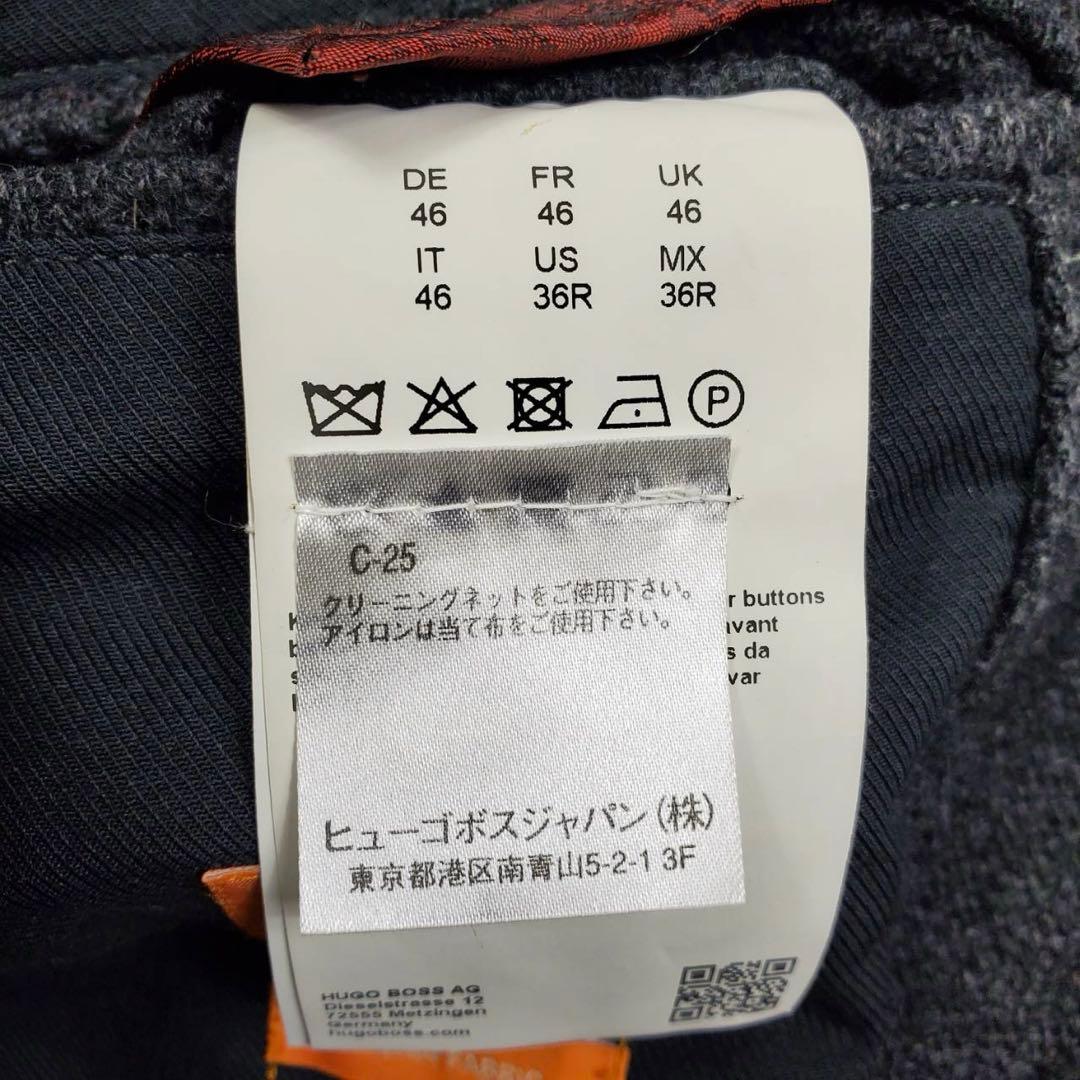 DE FR UK
46 46 46
IT US MX
46 36R 36R
P
C-25
クリーニングネットをご使用下さい。
アイロンは当て布をご使用下さい。
r buttons
avant
s da
var
ヒューゴボスジャパン(株)
東京都港区南青山5-2-1 3F
HUGO BOSS AG
Dieselstrasse 12
72555 Metzingen
Germany
hugoboss.com